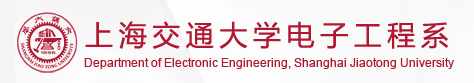 上海交通大学电子工程系
Department of Electronic Engineering, Shanghai Jiaotong University